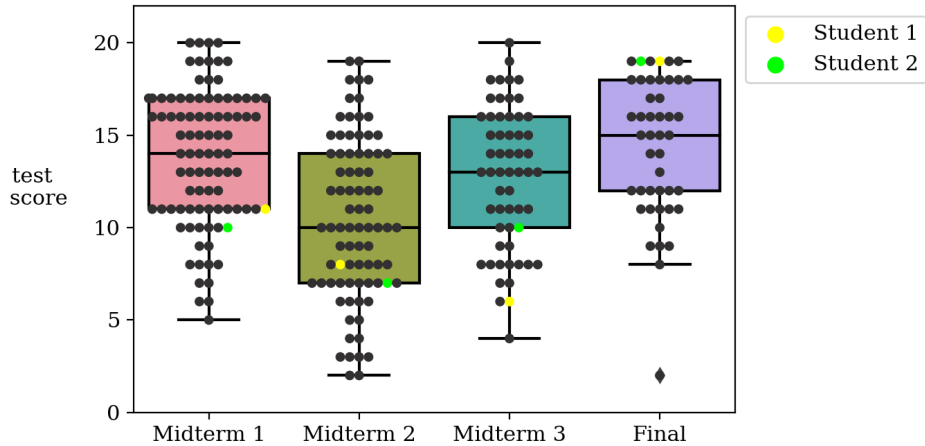 20
15
10
5
0
test
score
Midterm 1
Midterm 2
Midterm 3
Final
Student 1
Student 2